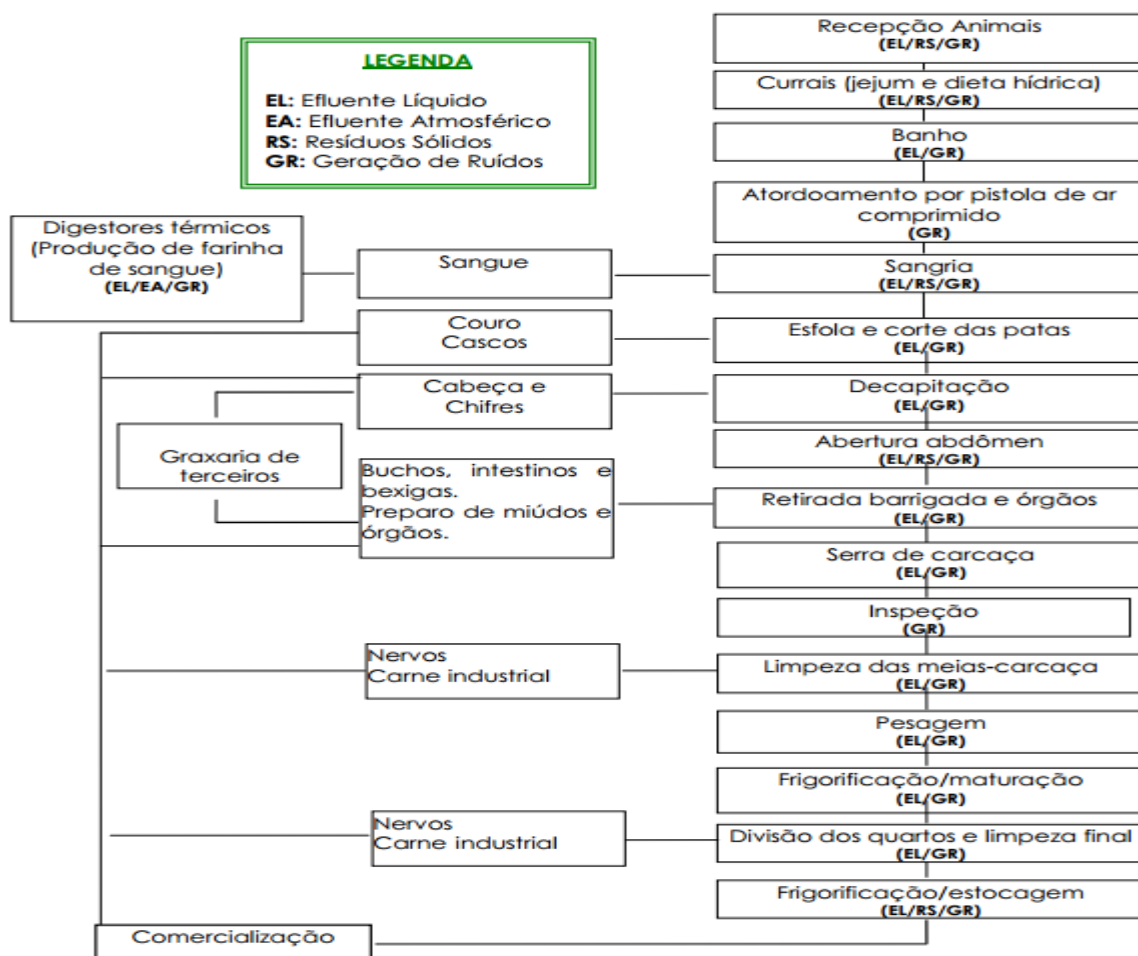 LEGENDA
EL: Efluente Líquido
EA: Efluente Atmosférico
RS: Resíduos Sólidos
GR: Geração de Ruídos
Recepção Animais
(EL/RS/GR)
Currais (jejum e dieta hídrica)
(EL/RS/GR)
Banho
(EL/GR)
Atordoamento por pistola de ar
comprimido
(GR)
Digestores térmicos
(Produção de farinha
de sangue)
(EL/EA/GR)
Sangue
Sangria
(EL/RS/GR)
Couro
Cascos
Esfola e corte das patas
(EL/GR)
Cabeça e
Chifres
Decapitação
(EL/GR)
Graxaria de
terceiros
Abertura abdômen
(EL/RS/GR)
Buchos, intestinos e
bexigas.
Preparo de miúdos e
órgãos.
Retirada barrigada e órgãos
(EL/GR)
Serra de carcaça
(EL/GR)
Inspeção
(GR)
Nervos
Carne industrial
Limpeza das meias-carcaça
(EL/GR)
Pesagem
(EL/GR)
Frigorificação/maturação
(EL/GR)
Nervos
Carne industrial
Divisão dos quartos e limpeza final
(EL/GR)
Frigorificação/estocagem
(EL/RS/GR)
Comercialização